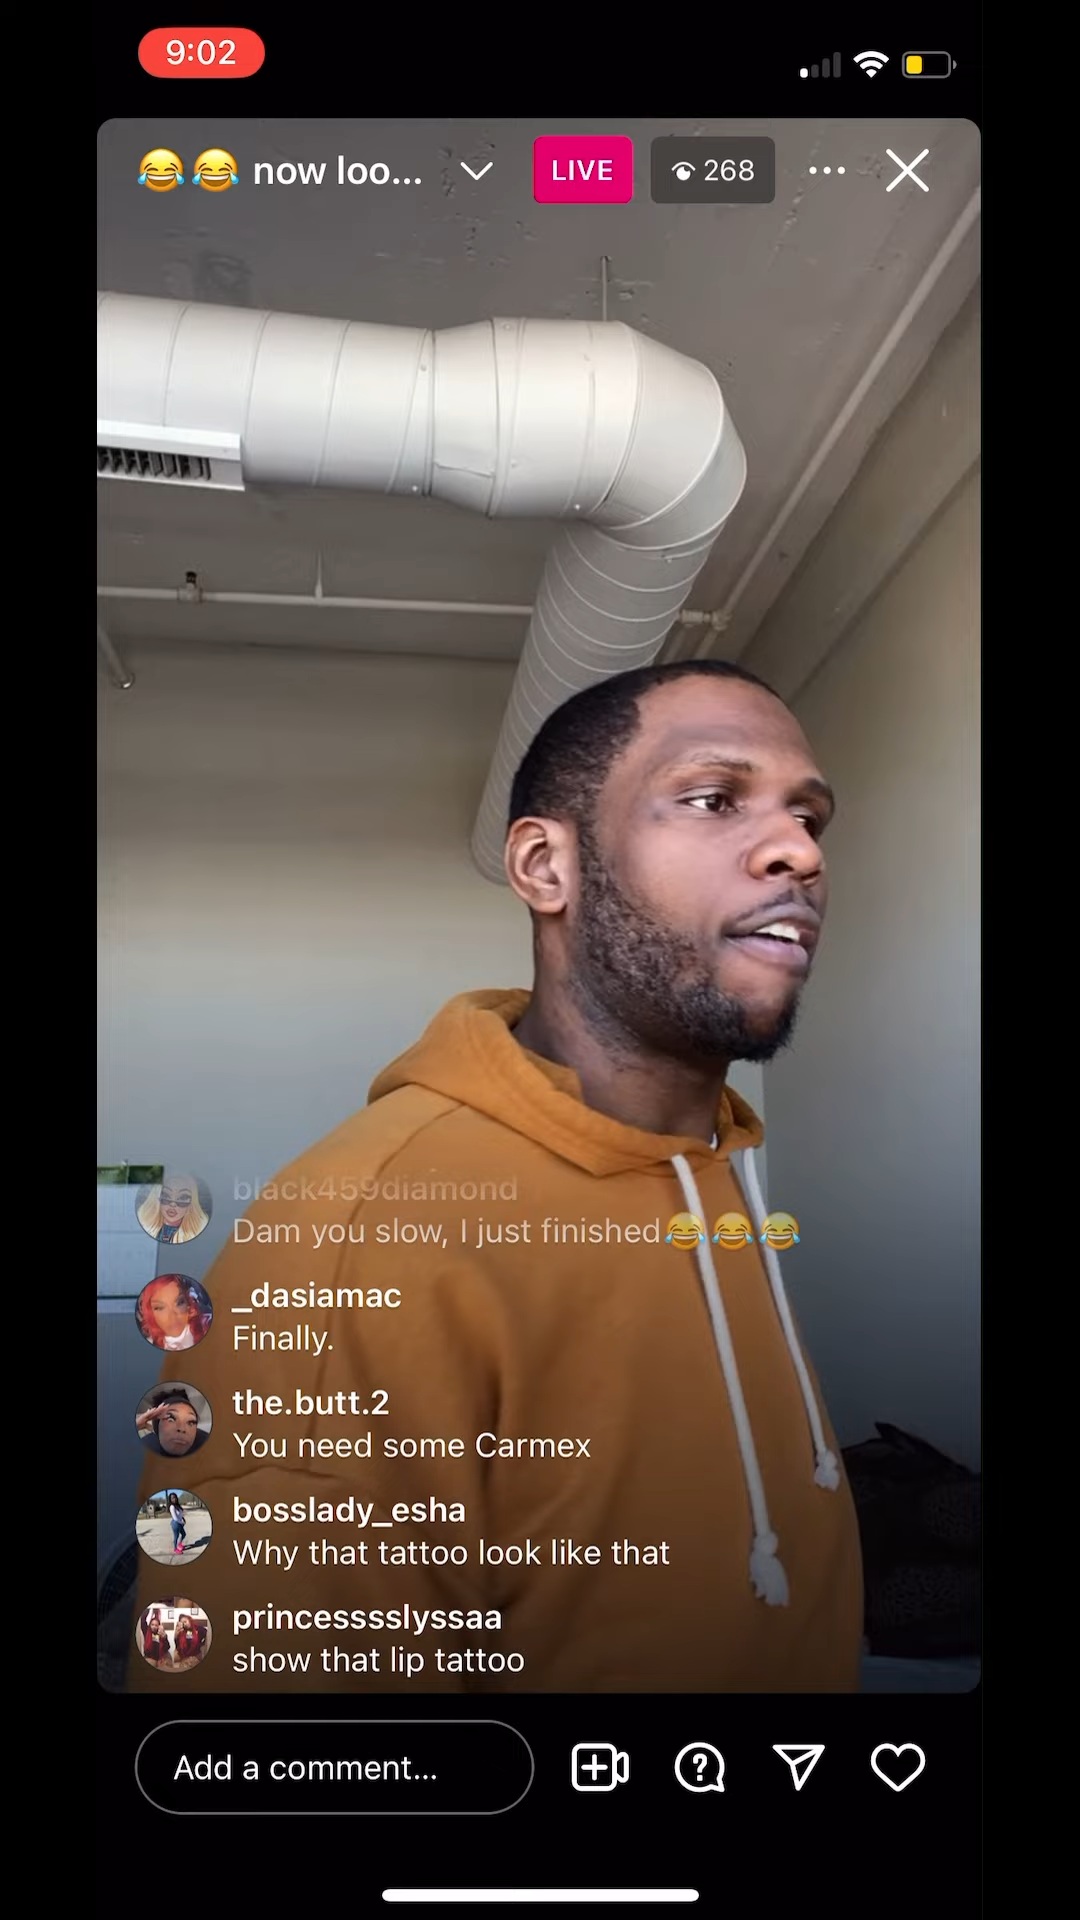 9:02
😂😂 now loo...
LIVE
268
black459diamond
Dam you slow, I just finished😂😂😂
_dasiamac
Finally.
the.butt.2
You need some Carmex
bosslady_esha
Why that tattoo look like that
princesssslyssaa
show that lip tattoo
Add a comment...